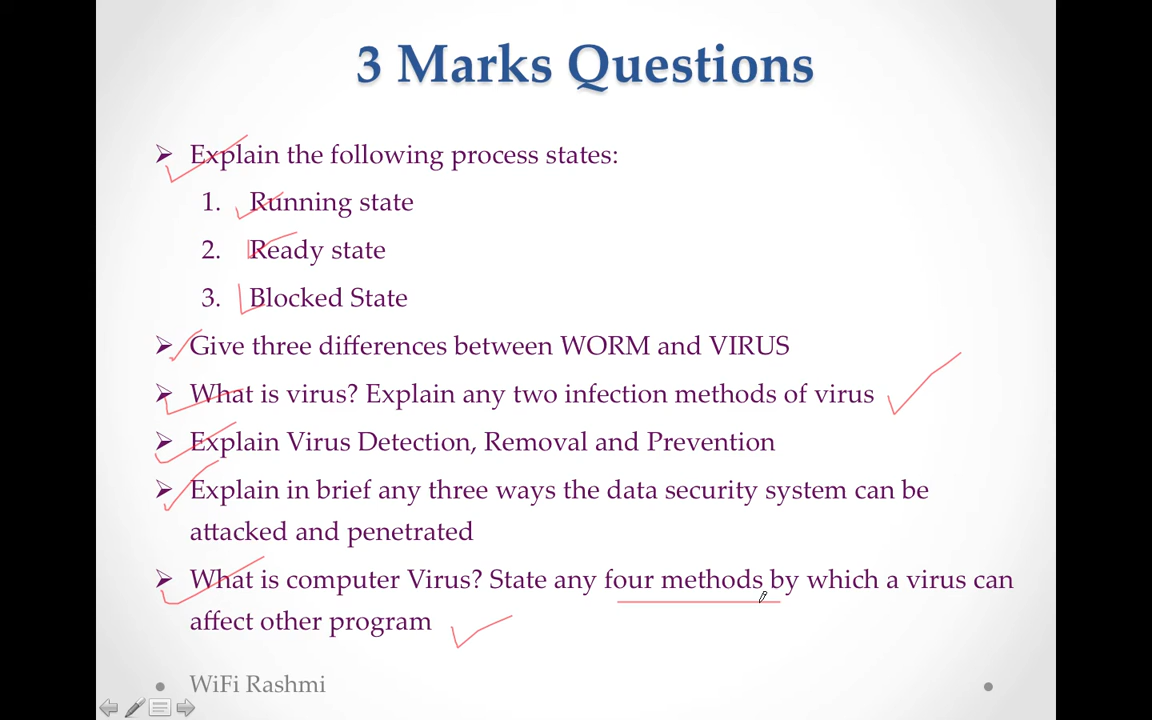 3 Marks Questions
Explain the following process states:
1. Running state
2. Ready state
3. Blocked State
Give three differences between WORM and VIRUS
What is virus? Explain any two infection methods of virus
Explain Virus Detection, Removal and Prevention
Explain in brief any three ways the data security system can be
attacked and penetrated
What is computer Virus? State any four methods by which a virus can
affect other program
WiFi Rashmi